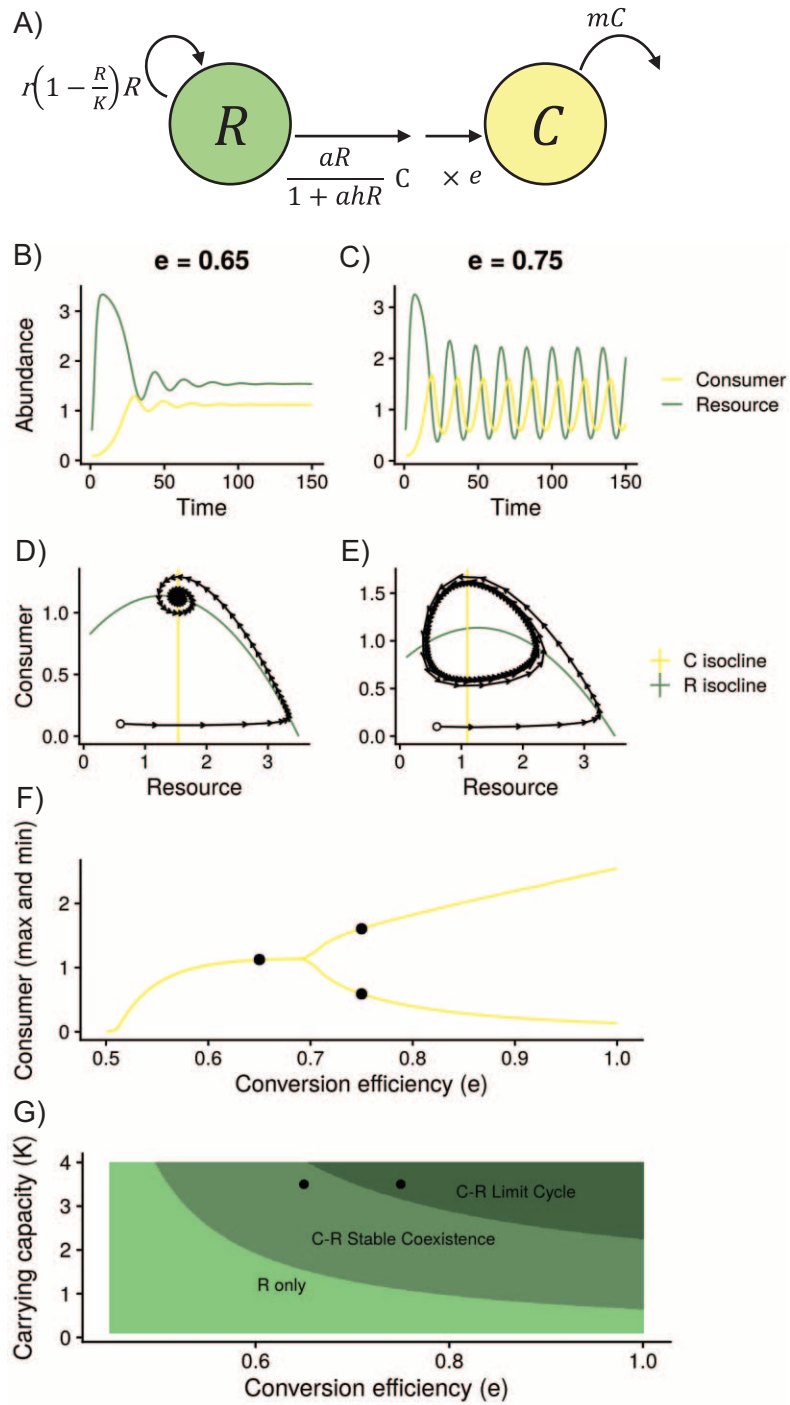 A)
r(1 − R/K)R
R
aR/(1 + ahR) C
× e
C
mC
B)
e = 0.65
C)
e = 0.75
Abundance
3
2
1
0
0 50 100 150
Time
3
2
1
0
0 50 100 150
Time
Consumer
Resource
D)
E)
Consumer
1.0
0.5
0.0
0 1 2 3
Resource
1.5
1.0
0.5
0.0
0 1 2 3
Resource
C isocline
R isocline
F)
Consumer (max and min)
2
1
0
0.5 0.6 0.7 0.8 0.9 1.0
Conversion efficiency (e)
G)
Carrying capacity (K)
4
3
2
1
0
C-R Limit Cycle
C-R Stable Coexistence
R only
0.6 0.8 1.0
Conversion efficiency (e)